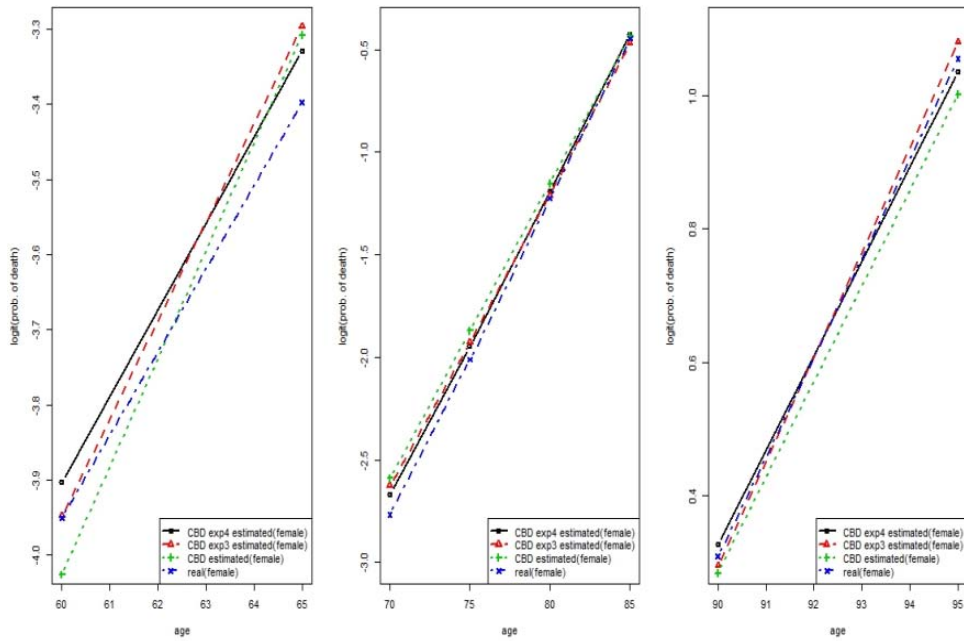 -3.3
-3.4
-3.5
-3.6
-3.7
-3.8
-3.9
-4.0
logit(prob. of death)
CBD exp4 estimated(female)
CBD exp3 estimated(female)
CBD estimated(female)
real(female)
60 61 62 63 64 65
age
-0.5
-1.0
-1.5
-2.0
-2.5
-3.0
logit(prob. of death)
CBD exp4 estimated(female)
CBD exp3 estimated(female)
CBD estimated(female)
real(female)
70 75 80 85
age
1.0
0.8
0.6
0.4
logit(prob. of death)
CBD exp4 estimated(female)
CBD exp3 estimated(female)
CBD estimated(female)
real(female)
90 91 92 93 94 95
age